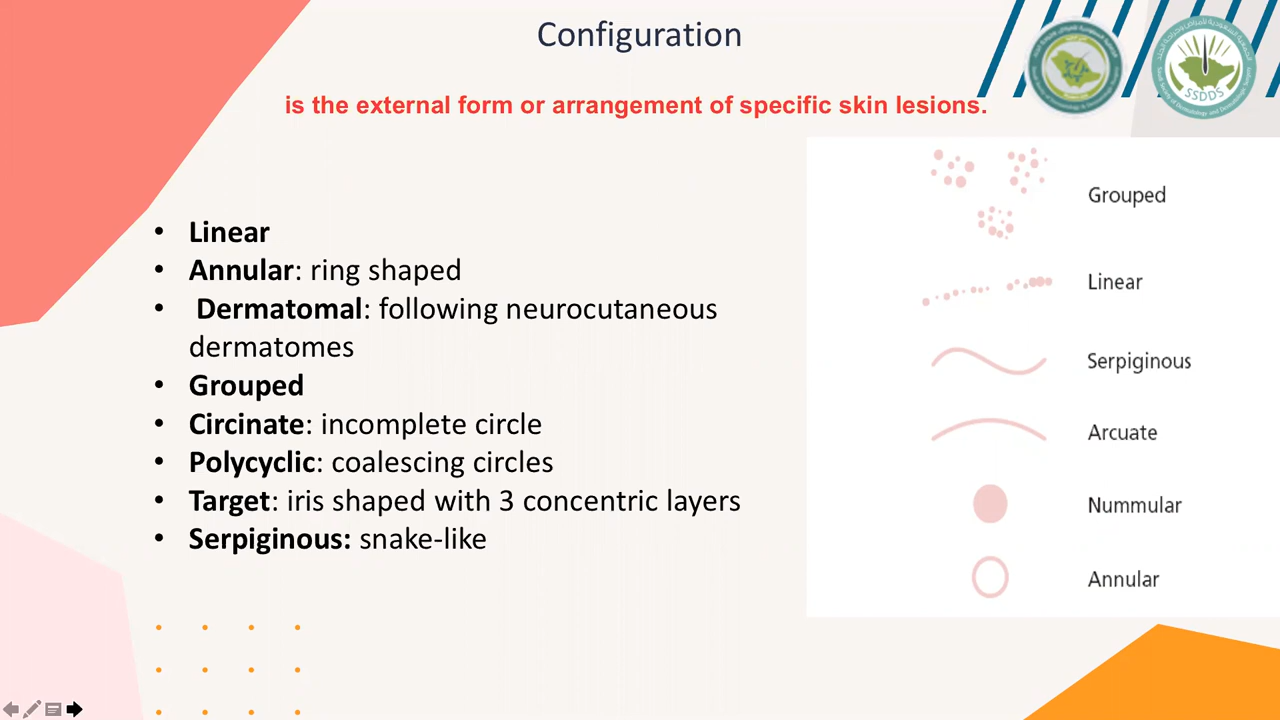 Configuration
is the external form or arrangement of specific skin lesions.
• Linear
• Annular: ring shaped
• Dermatomal: following neurocutaneous
dermatomes
• Grouped
• Circinate: incomplete circle
• Polycyclic: coalescing circles
• Target: iris shaped with 3 concentric layers
• Serpiginous: snake-like
Grouped
Linear
Serpiginous
Arcuate
Nummular
Annular
SSDDS